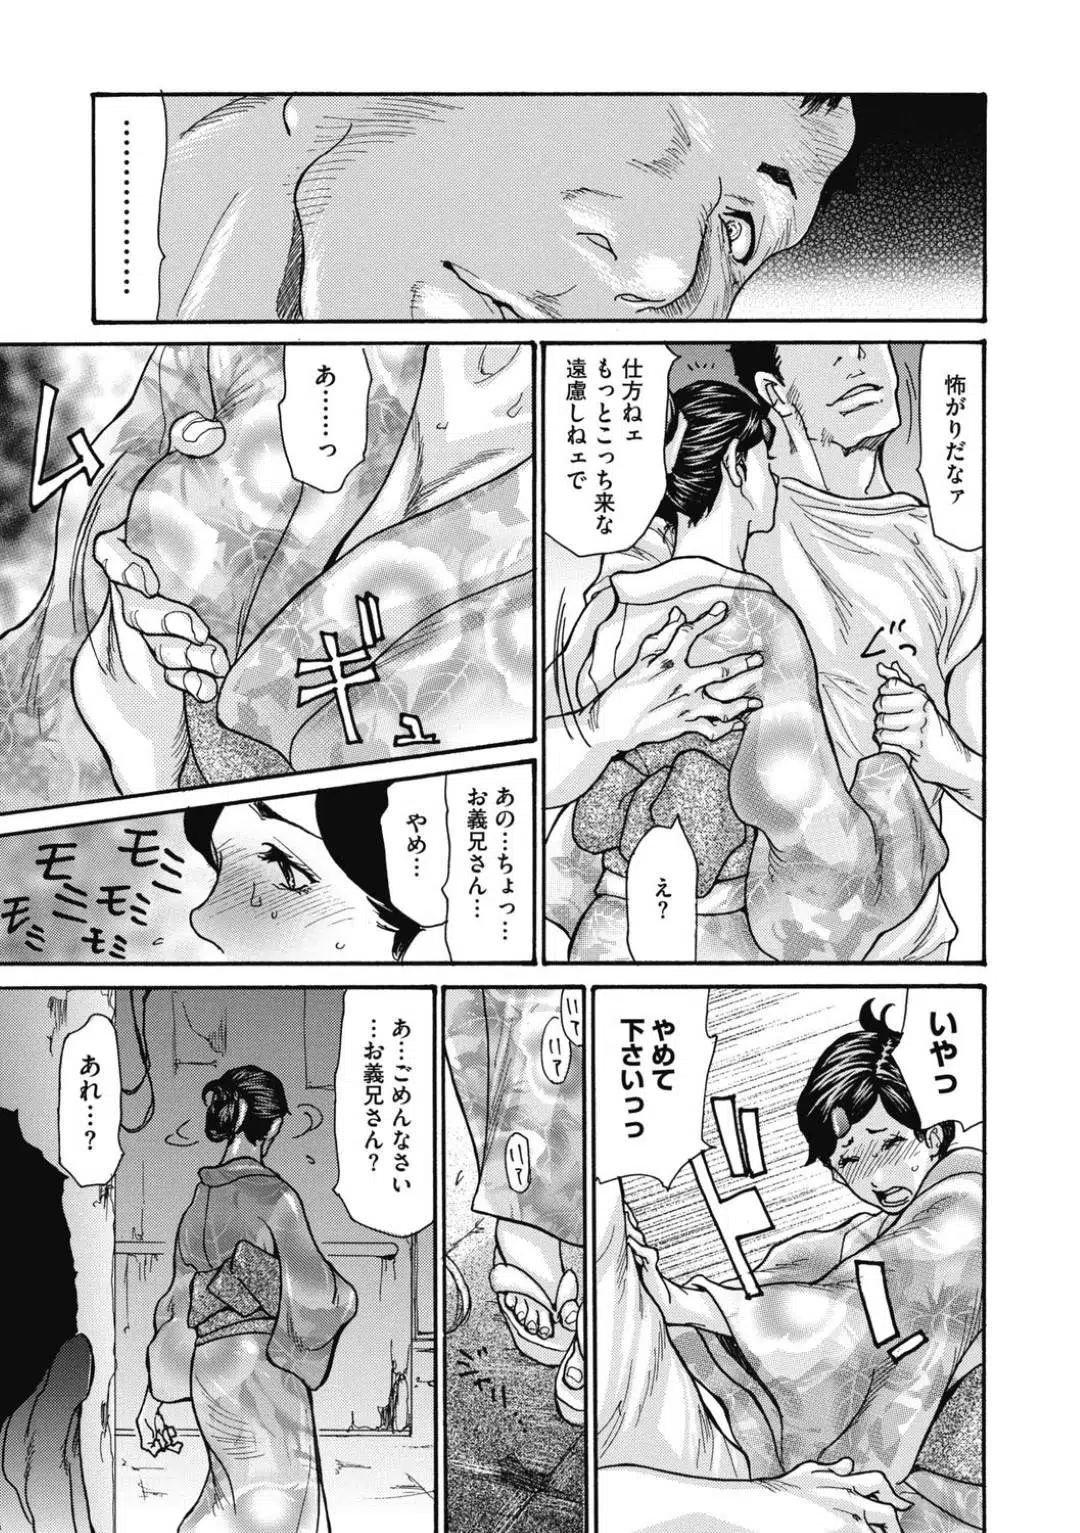 …………………
怖がりだなァ
仕方ねェ
もっとこっち来な
遠慮しねェで
ぐっ
え？
あ……っ
ムギギュ
あの…ちょっ…
お義兄さん…
やめ…
モミ
モミ
モミ
モミ
モミ
いやっ
やめて
下さいっっ
ドン
いて
いて
いて
あ…ごめんなさい
…お義兄さん？
あれ…？